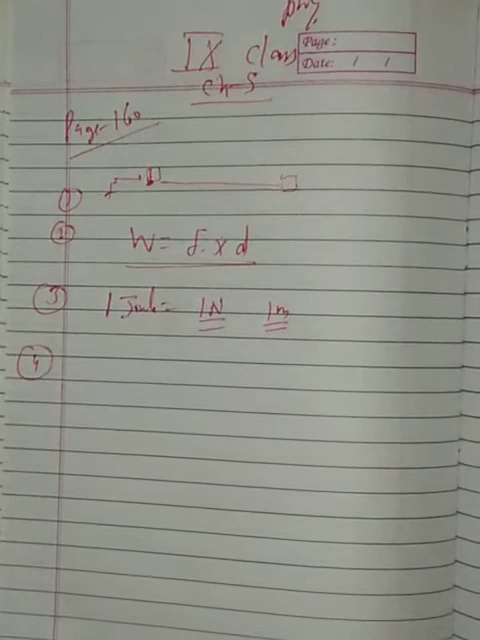 Phy.
IX Class
Page:
Date: / /
Ch-5
Page-160
①
② W = f. x d
③ 1 Joule = 1N 1m
④